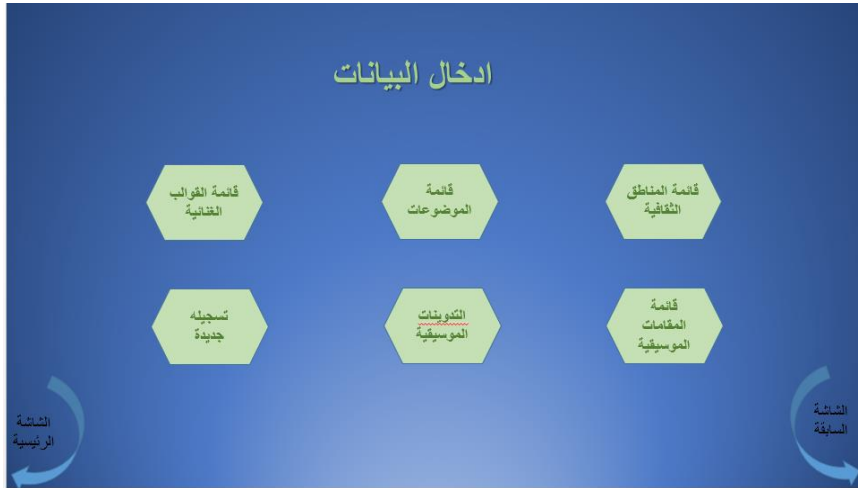 ادخال البيانات
قائمة المناطق
الثقافية
قائمة
الموضوعات
قائمة القوالب
الغنائية
قائمة
المقامات
الموسيقية
التدوينات
الموسيقية
تسجيله
جديدة
الشاشة
السابقة
الشاشة
الرئيسية